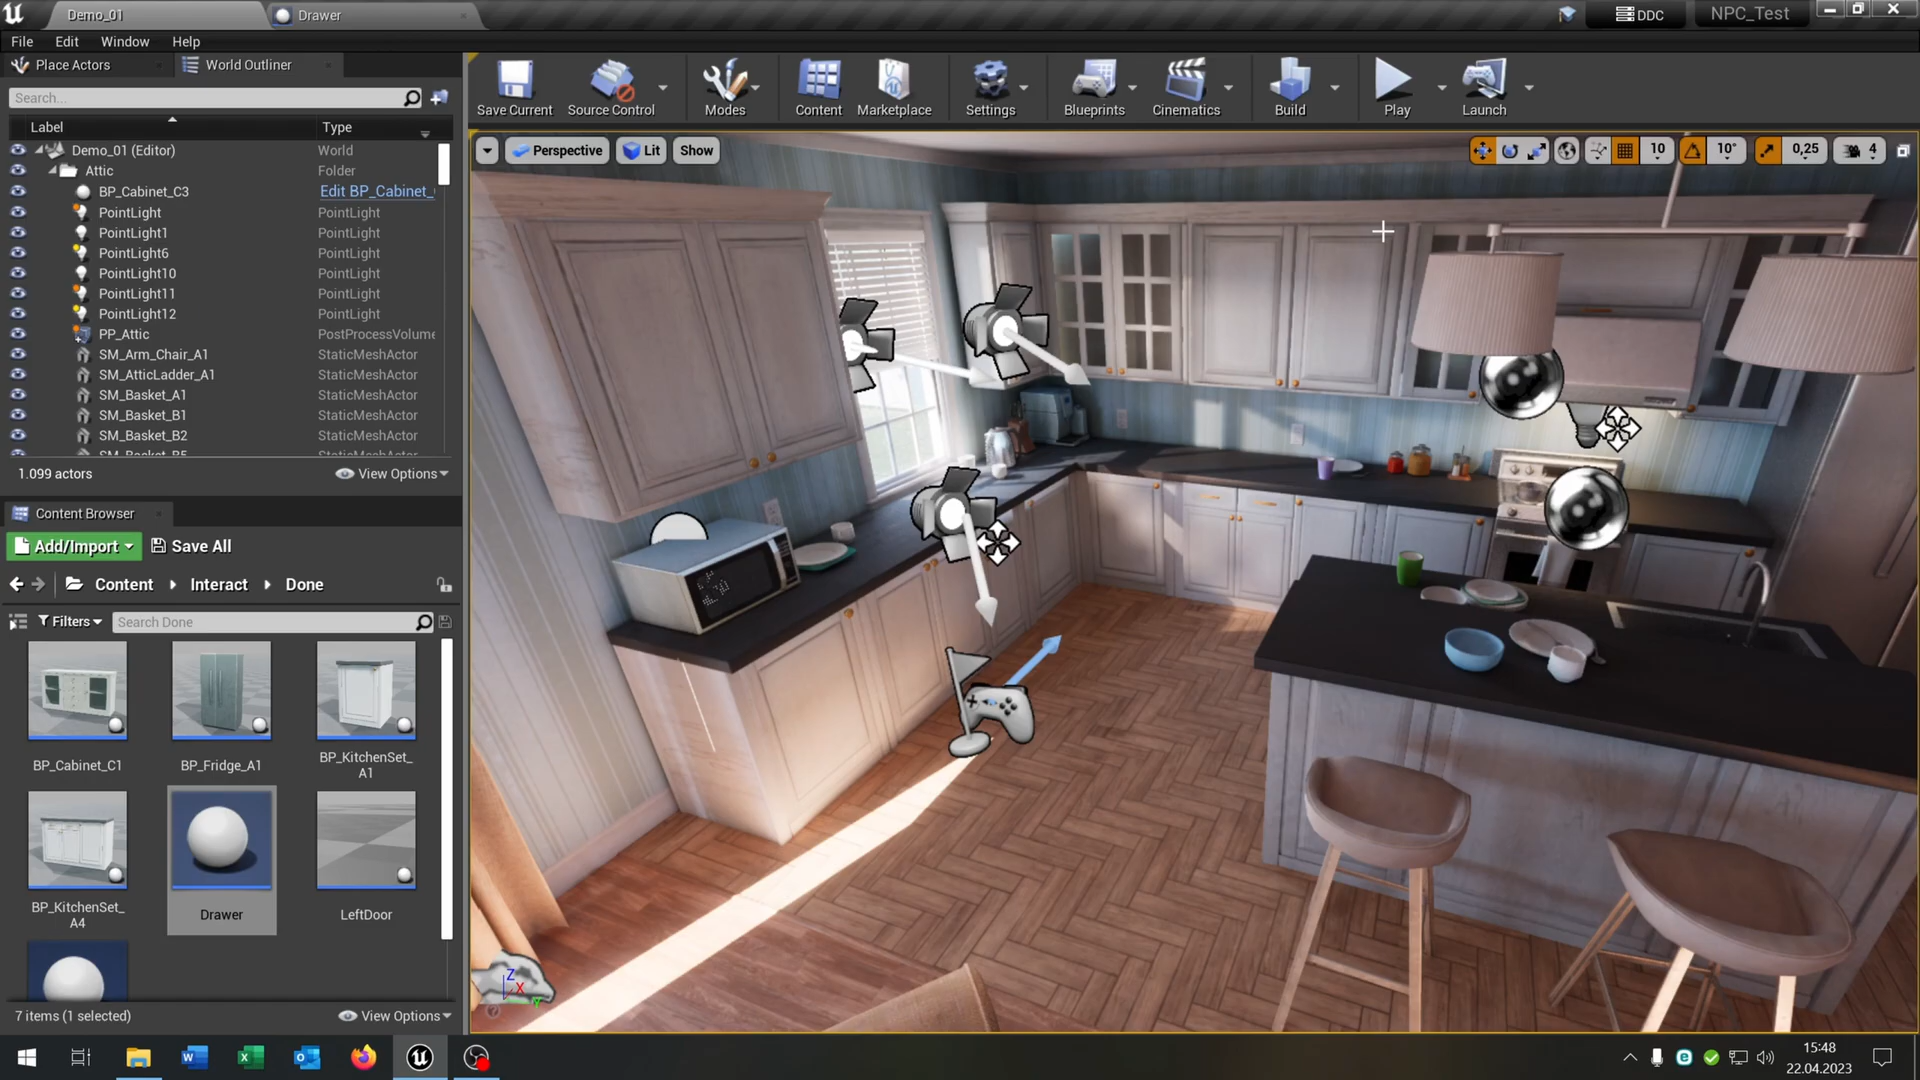 Demo_01
Drawer
DDC
NPC_Test
File Edit Window Help
Place Actors
World Outliner
Search...
Label
Type
Demo_01 (Editor) World
Attic Folder
BP_Cabinet_C3 Edit BP_Cabinet_
PointLight PointLight
PointLight1 PointLight
PointLight6 PointLight
PointLight10 PointLight
PointLight11 PointLight
PointLight12 PointLight
PP_Attic PostProcessVolume
SM_Arm_Chair_A1 StaticMeshActor
SM_AtticLadder_A1 StaticMeshActor
SM_Basket_A1 StaticMeshActor
SM_Basket_B1 StaticMeshActor
SM_Basket_B2 StaticMeshActor
1.099 actors
View Options
Save Current
Source Control
Modes
Content
Marketplace
Settings
Blueprints
Cinematics
Build
Play
Launch
Perspective
Lit
Show
10
10°
0,25
4
Content Browser
Add/Import
Save All
Content
Interact
Done
Filters
Search Done
BP_Cabinet_C1
BP_Fridge_A1
BP_KitchenSet_
A1
BP_KitchenSet_
A4
Drawer
LeftDoor
7 items (1 selected)
View Options
Z
X
Y
15:48
22.04.2023